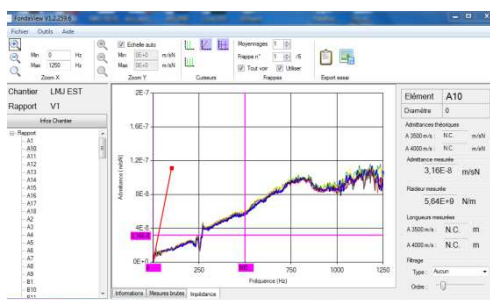 FondaView V1.2.259.6
Fichier Outils Aide
Min 0 Hz
Max 1250 Hz
Zoom X
Echelle auto
Min 0E+0 m/sN
Max 0E+0 m/sN
Zoom Y
Curseurs
Moyennages 1
Frappe n° 1 /6
Tout voir Utiliser
Frappes
Export essai
Chantier LMJ EST
Rapport V1
Infos Chantier
Rapport
A1
A10
A11
A12
A13
A14
A15
A16
A17
A18
A2
A3
A4
A5
A6
A7
A8
A9
B1
B10
2E-7
1.6E-7
1.2E-7
8E-8
4E-8
0E+0
Admittance (m/s/N)
0
250
500
750
1000
1250
Fréquence (Hz)
Informations Mesures brutes Impédance
Elément A10
Diamètre 0
Admittances théoriques
A 3500 m/s : N.C. m/sN
A 4000 m/s : N.C. m/sN
Admittance mesurée
3,16E-8 m/sN
Raideur mesurée
5,64E+9 N/m
Longueurs mesurées
A 3500 m/s : N.C. m
A 4000 m/s : N.C. m
Filtrage
Type : Aucun
Ordre :